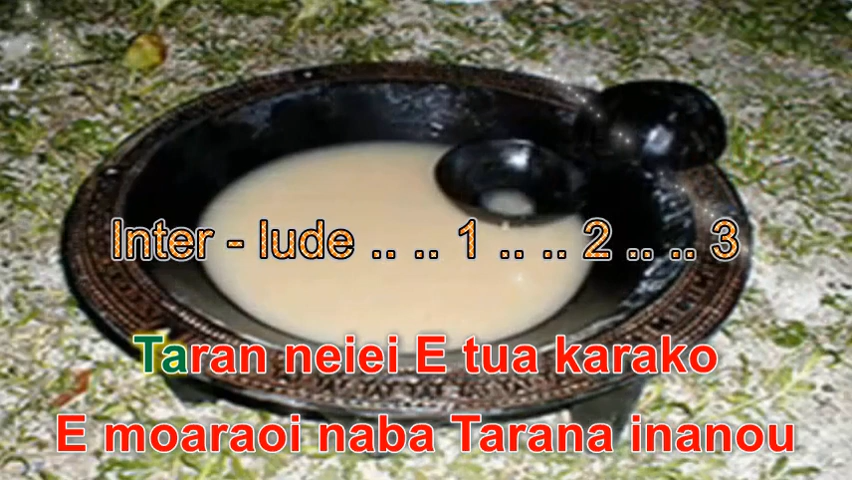 Inter - lude .. .. 1 .. .. 2 .. .. 3
Taran neiei E tua karako
E moaraoi naba Tarana inanou